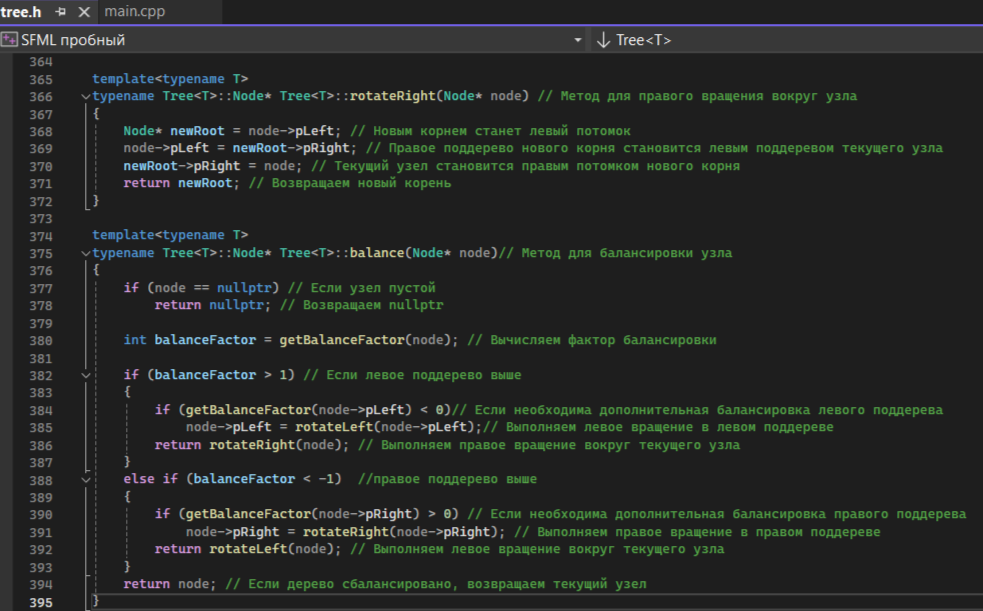 tree.h main.cpp
SFML пробный Tree<T>
364
365 template<typename T>
366 typename Tree<T>::Node* Tree<T>::rotateRight(Node* node) // Метод для правого вращения вокруг узла
367 {
368 Node* newRoot = node->pLeft; // Новым корнем станет левый потомок
369 node->pLeft = newRoot->pRight; // Правое поддерево нового корня становится левым поддеревом текущего узла
370 newRoot->pRight = node; // Текущий узел становится правым потомком нового корня
371 return newRoot; // Возвращаем новый корень
372 }
373
374 template<typename T>
375 typename Tree<T>::Node* Tree<T>::balance(Node* node)// Метод для балансировки узла
376 {
377 if (node == nullptr) // Если узел пустой
378 return nullptr; // Возвращаем nullptr
379
380 int balanceFactor = getBalanceFactor(node); // Вычисляем фактор балансировки
381
382 if (balanceFactor > 1) // Если левое поддерево выше
383 {
384 if (getBalanceFactor(node->pLeft) < 0)// Если необходима дополнительная балансировка левого поддерева
385 node->pLeft = rotateLeft(node->pLeft);// Выполняем левое вращение в левом поддереве
386 return rotateRight(node); // Выполняем правое вращение вокруг текущего узла
387 }
388 else if (balanceFactor < -1) //правое поддерево выше
389 {
390 if (getBalanceFactor(node->pRight) > 0) // Если необходима дополнительная балансировка правого поддерева
391 node->pRight = rotateRight(node->pRight); // Выполняем правое вращение в правом поддереве
392 return rotateLeft(node); // Выполняем левое вращение вокруг текущего узла
393 }
394 return node; // Если дерево сбалансировано, возвращаем текущий узел
395 }